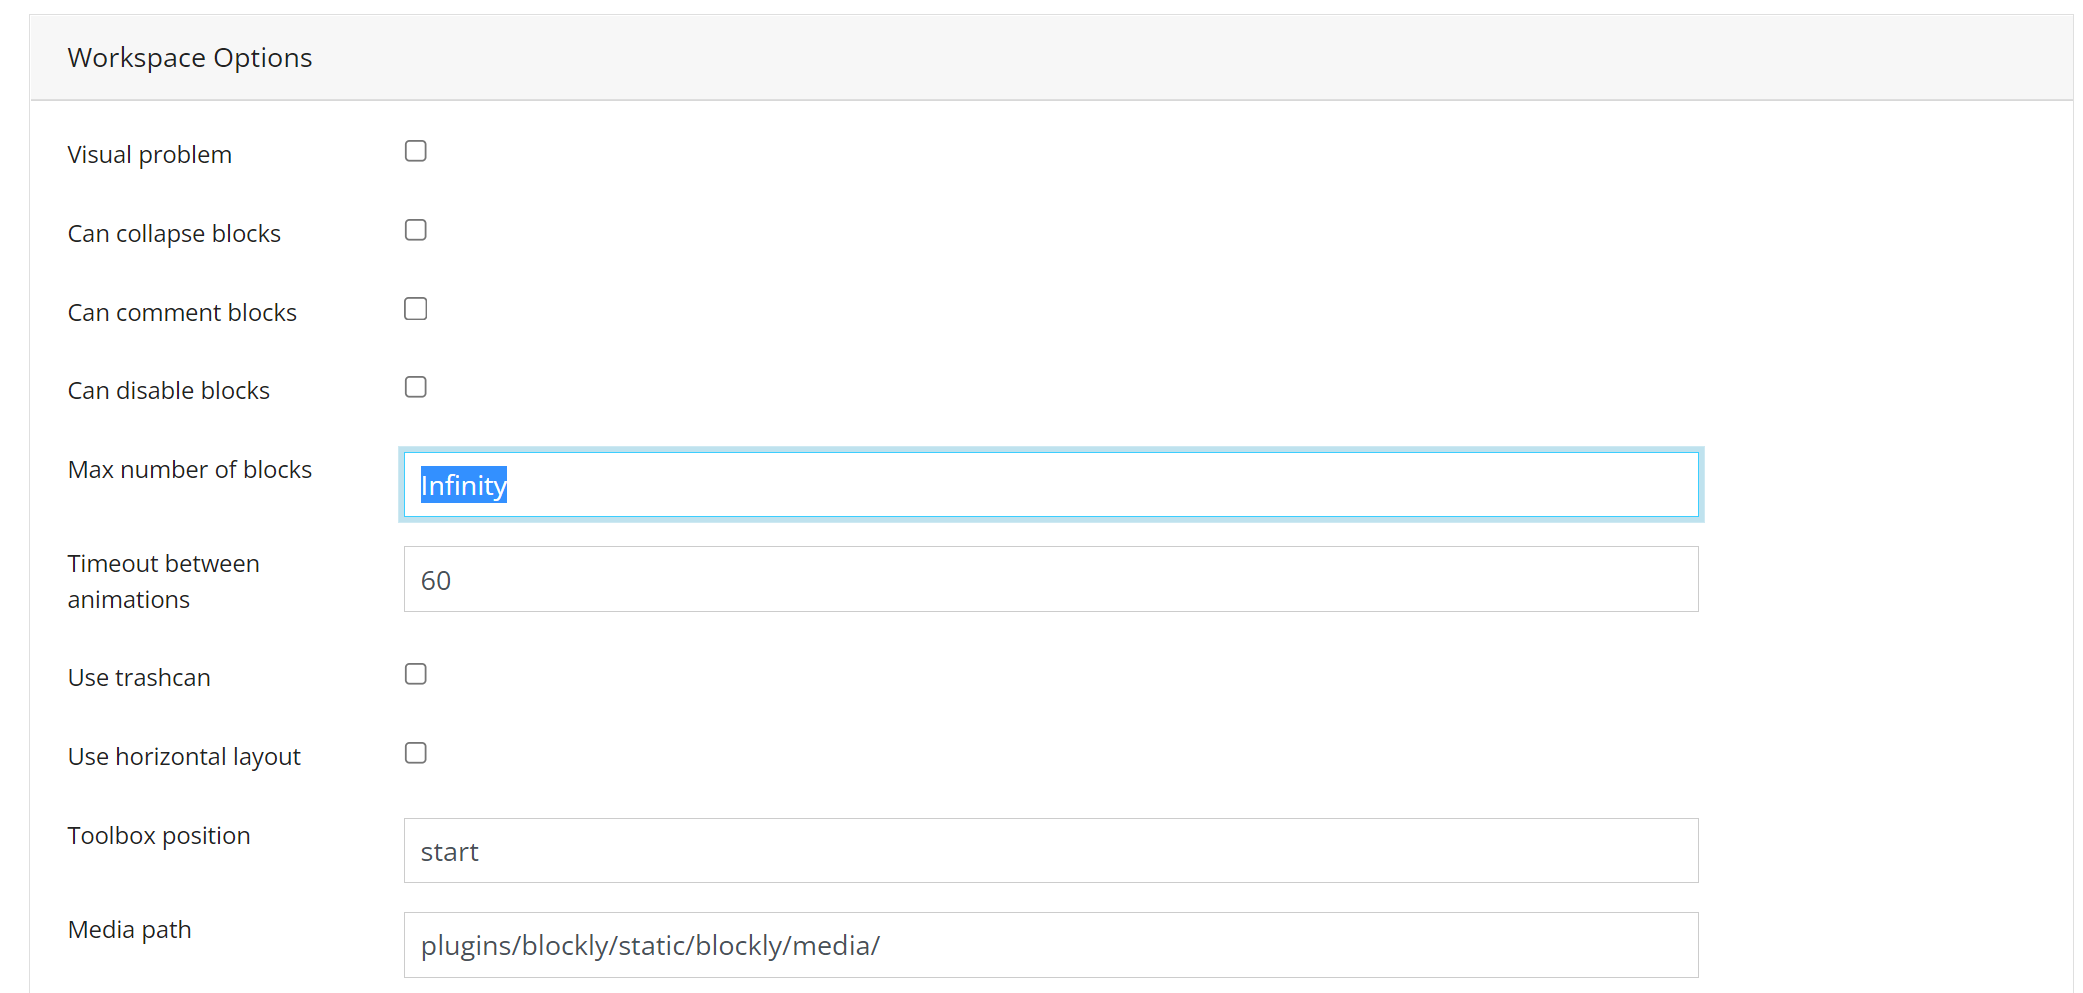 Workspace Options
Visual problem
Can collapse blocks
Can comment blocks
Can disable blocks
Max number of blocks
Infinity
Timeout between
animations
60
Use trashcan
Use horizontal layout
Toolbox position
start
Media path
plugins/blockly/static/blockly/media/